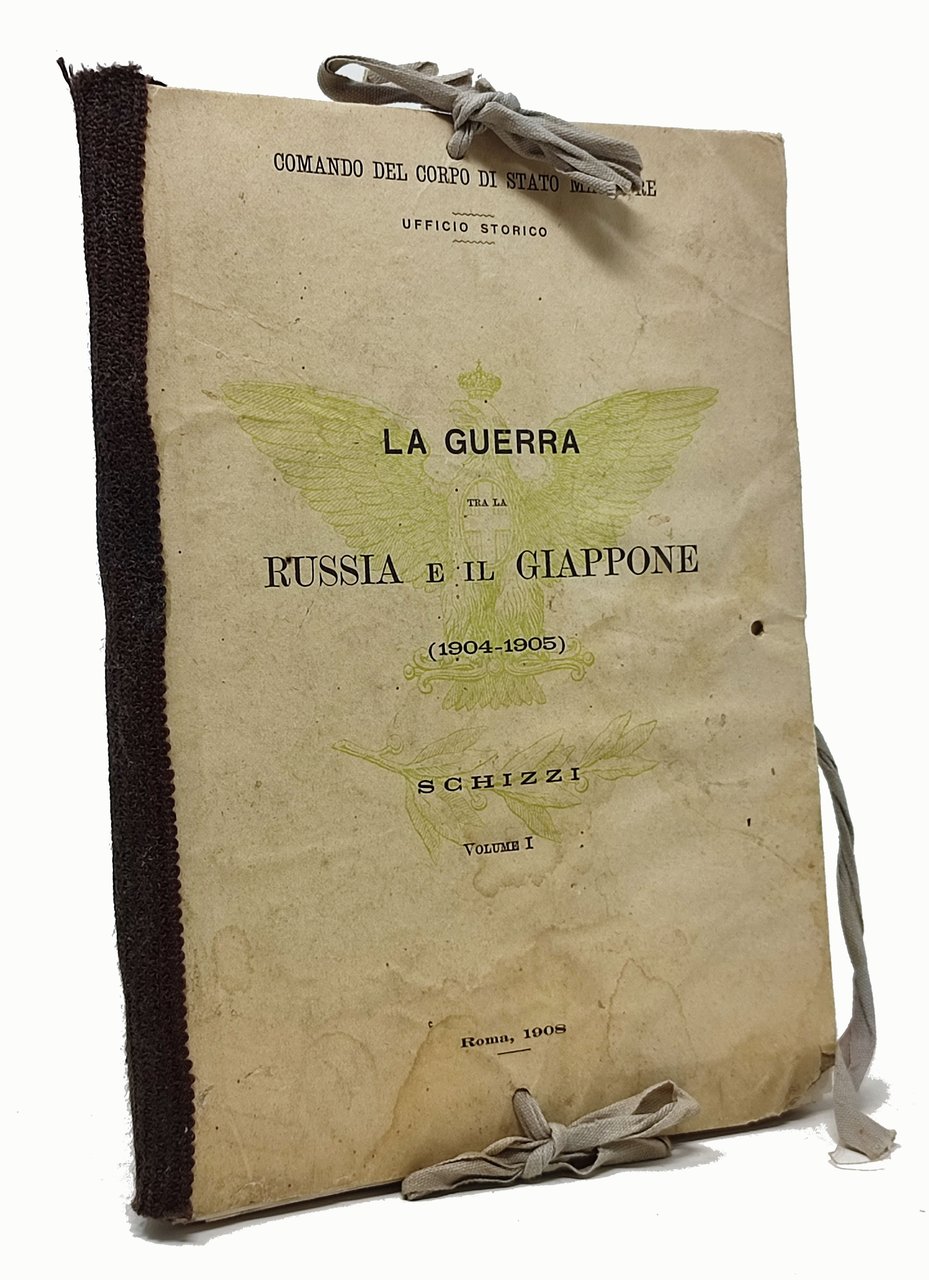 COMANDO DEL CORPO DI STATO
UFFICIO STORICO
LA GUERRA
TRA LA
RUSSIA E IL GIAPPONE
(1904-1905)
SCHIZZI
VOLUME I
Roma, 1908